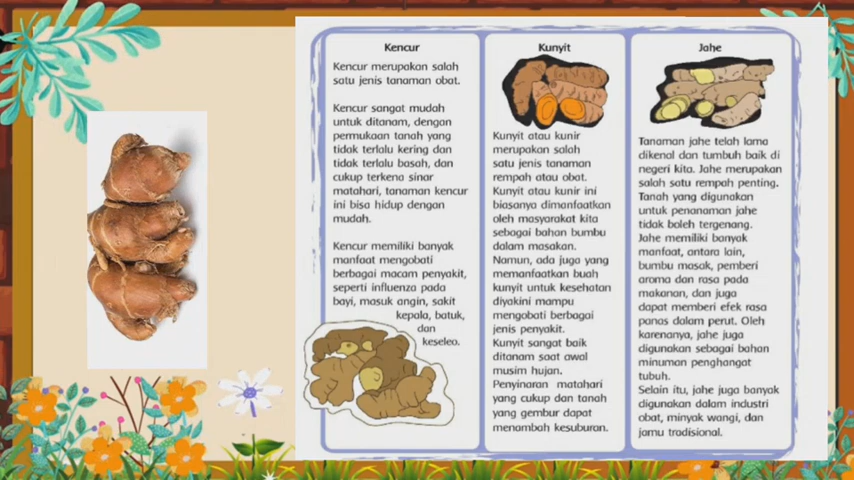 Kencur
Kencur merupakan salah
satu jenis tanaman obat.
Kencur sangat mudah
untuk ditanam, dengan
permukaan tanah yang
tidak terlalu kering dan
tidak terlalu basah, dan
cukup terkena sinar
matahari, tanaman kencur
ini bisa hidup dengan
mudah.
Kencur memiliki banyak
manfaat mengobati
berbagai macam penyakit,
seperti influenza pada
bayi, masuk angin, sakit
kepala, batuk,
dan
keseleo.
Kunyit
Kunyit atau kunir
merupakan salah
satu jenis tanaman
rempah atau obat.
Kunyit atau kunir ini
biasanya dimanfaatkan
oleh masyarakat kita
sebagai bahan bumbu
dalam masakan.
Namun, ada juga yang
memanfaatkan buah
kunyit untuk kesehatan
diyakini mampu
mengobati berbagai
jenis penyakit.
Kunyit sangat baik
ditanam saat awal
musim hujan.
Penyinaran matahari
yang cukup dan tanah
yang gembur dapat
menambah kesuburan.
Jahe
Tanaman jahe telah lama
dikenal dan tumbuh baik di
negeri kita. Jahe merupakan
salah satu rempah penting.
Tanah yang digunakan
untuk penanaman jahe
tidak boleh tergenang.
Jahe memiliki banyak
manfaat, antara lain,
bumbu masak, pemberi
aroma dan rasa pada
makanan, dan juga
dapat memberi efek rasa
panas dalam perut. Oleh
karenanya, jahe juga
digunakan sebagai bahan
minuman penghangat
tubuh.
Selain itu, jahe juga banyak
digunakan dalam industri
obat, minyak wangi, dan
jamu tradisional.